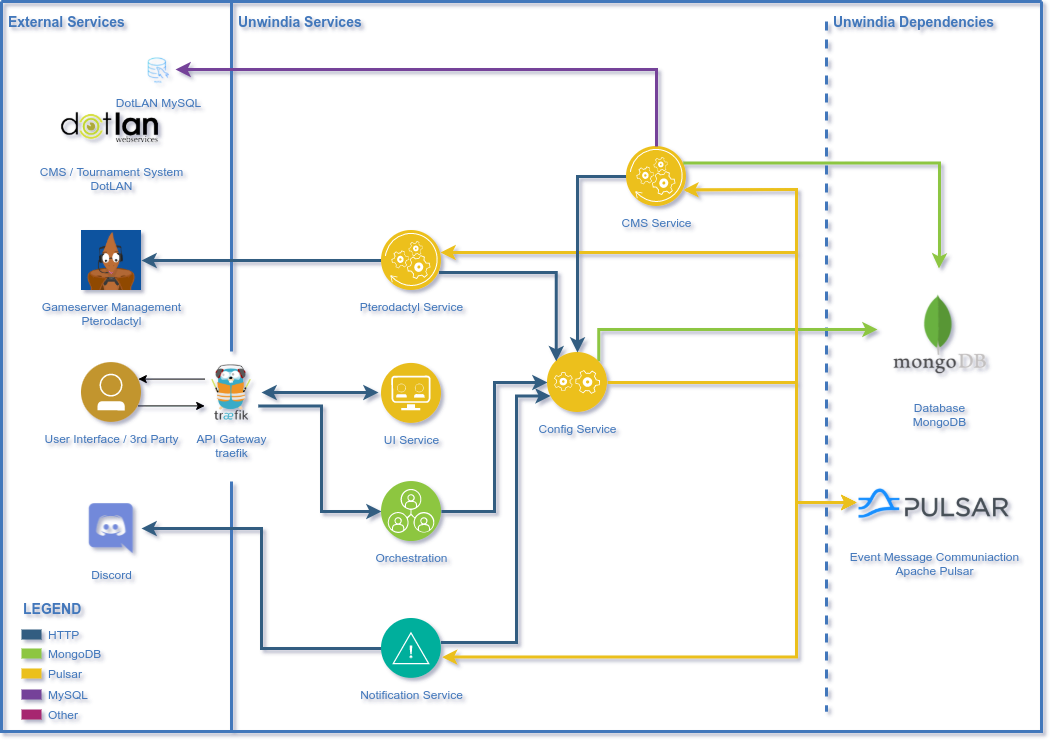 External Services
Unwindia Services
Unwindia Dependencies
DotLAN MySQL
dotlan
webservices
CMS / Tournament System
DotLAN
CMS Service
Gameserver Management
Pterodactyl
Pterodactyl Service
mongoDB
træfik
User Interface / 3rd Party
API Gateway
traefik
UI Service
Config Service
Database
MongoDB
PULSAR
Orchestration
Event Message Communiaction
Apache Pulsar
Discord
Notification Service
LEGEND
HTTP
MongoDB
Pulsar
MySQL
Other